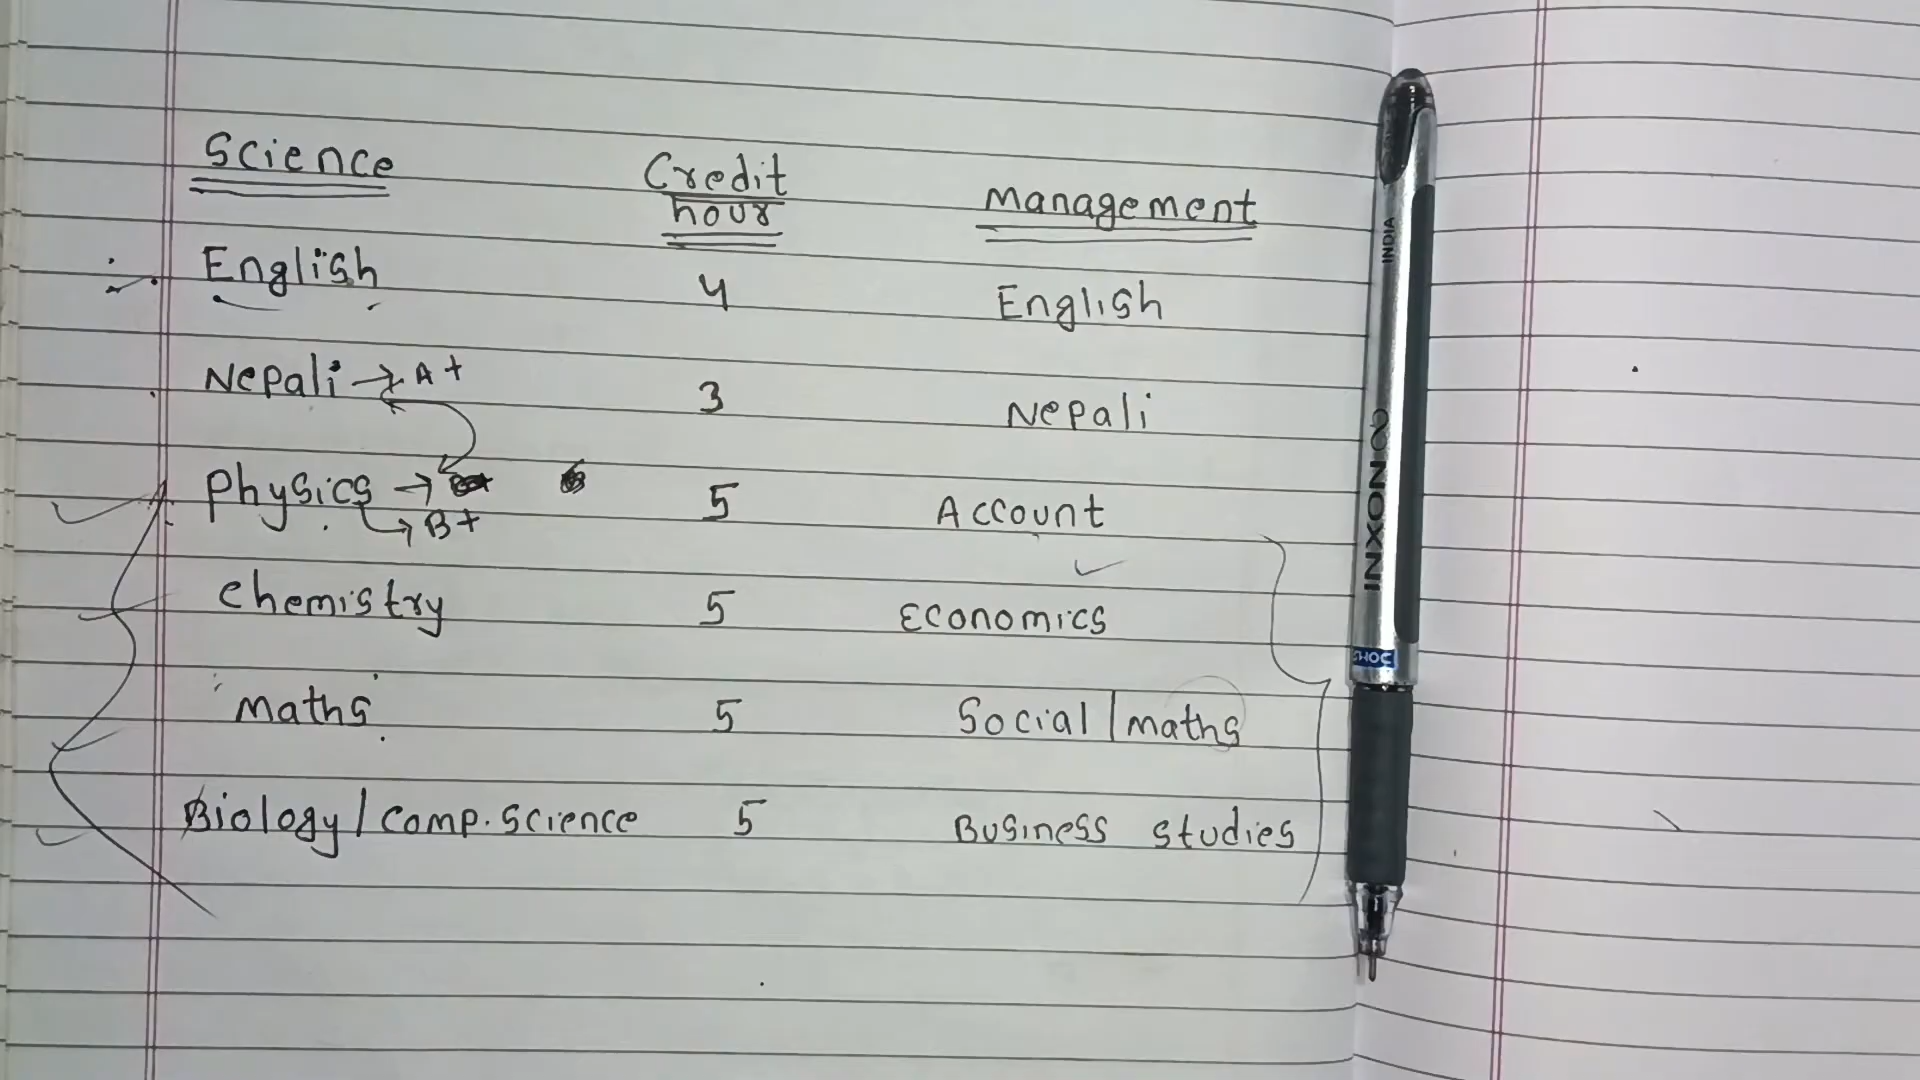 Science Credit hour Management
English 4 English
Nepali → A+ 3 Nepali
Physics → 5 Account
→ B+
Chemistry 5 Economics
Maths 5 Social | maths
Biology / Comp. Science 5 Business studies
INDIA
INXON
DOMS